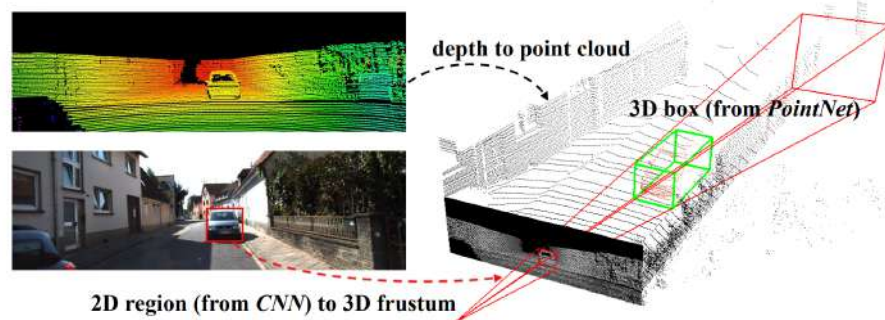 depth to point cloud
3D box (from PointNet)
2D region (from CNN) to 3D frustum